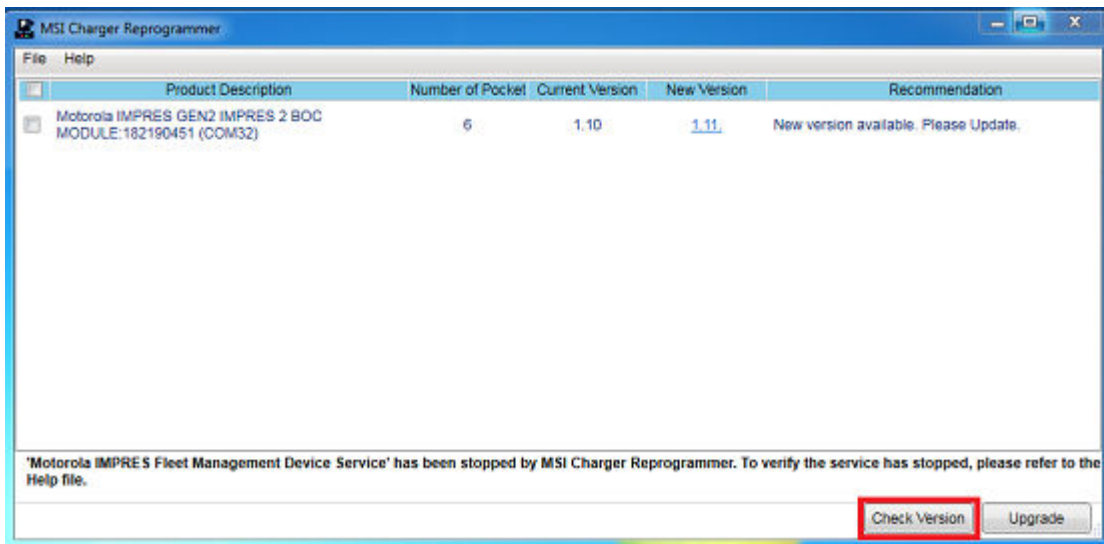 MSI Charger Reprogrammer
File Help
Product Description Number of Pocket Current Version New Version Recommendation
Motorola IMPRES GEN2 IMPRES 2 BOC
MODULE:182190451 (COM32) 6 1.10 1.11. New version available. Please Update.
'Motorola IMPRES Fleet Management Device Service' has been stopped by MSI Charger Reprogrammer. To verify the service has stopped, please refer to the
Help file.
Check Version Upgrade